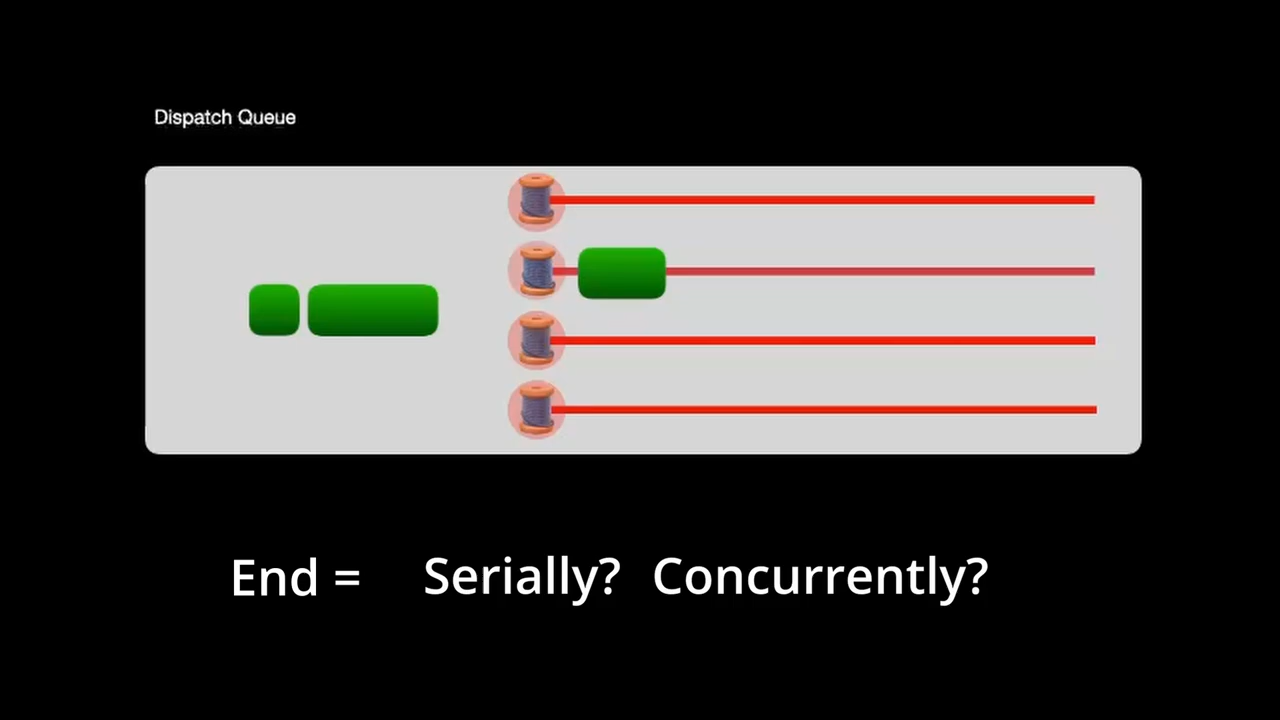 Dispatch Queue
End = Serially? Concurrently?